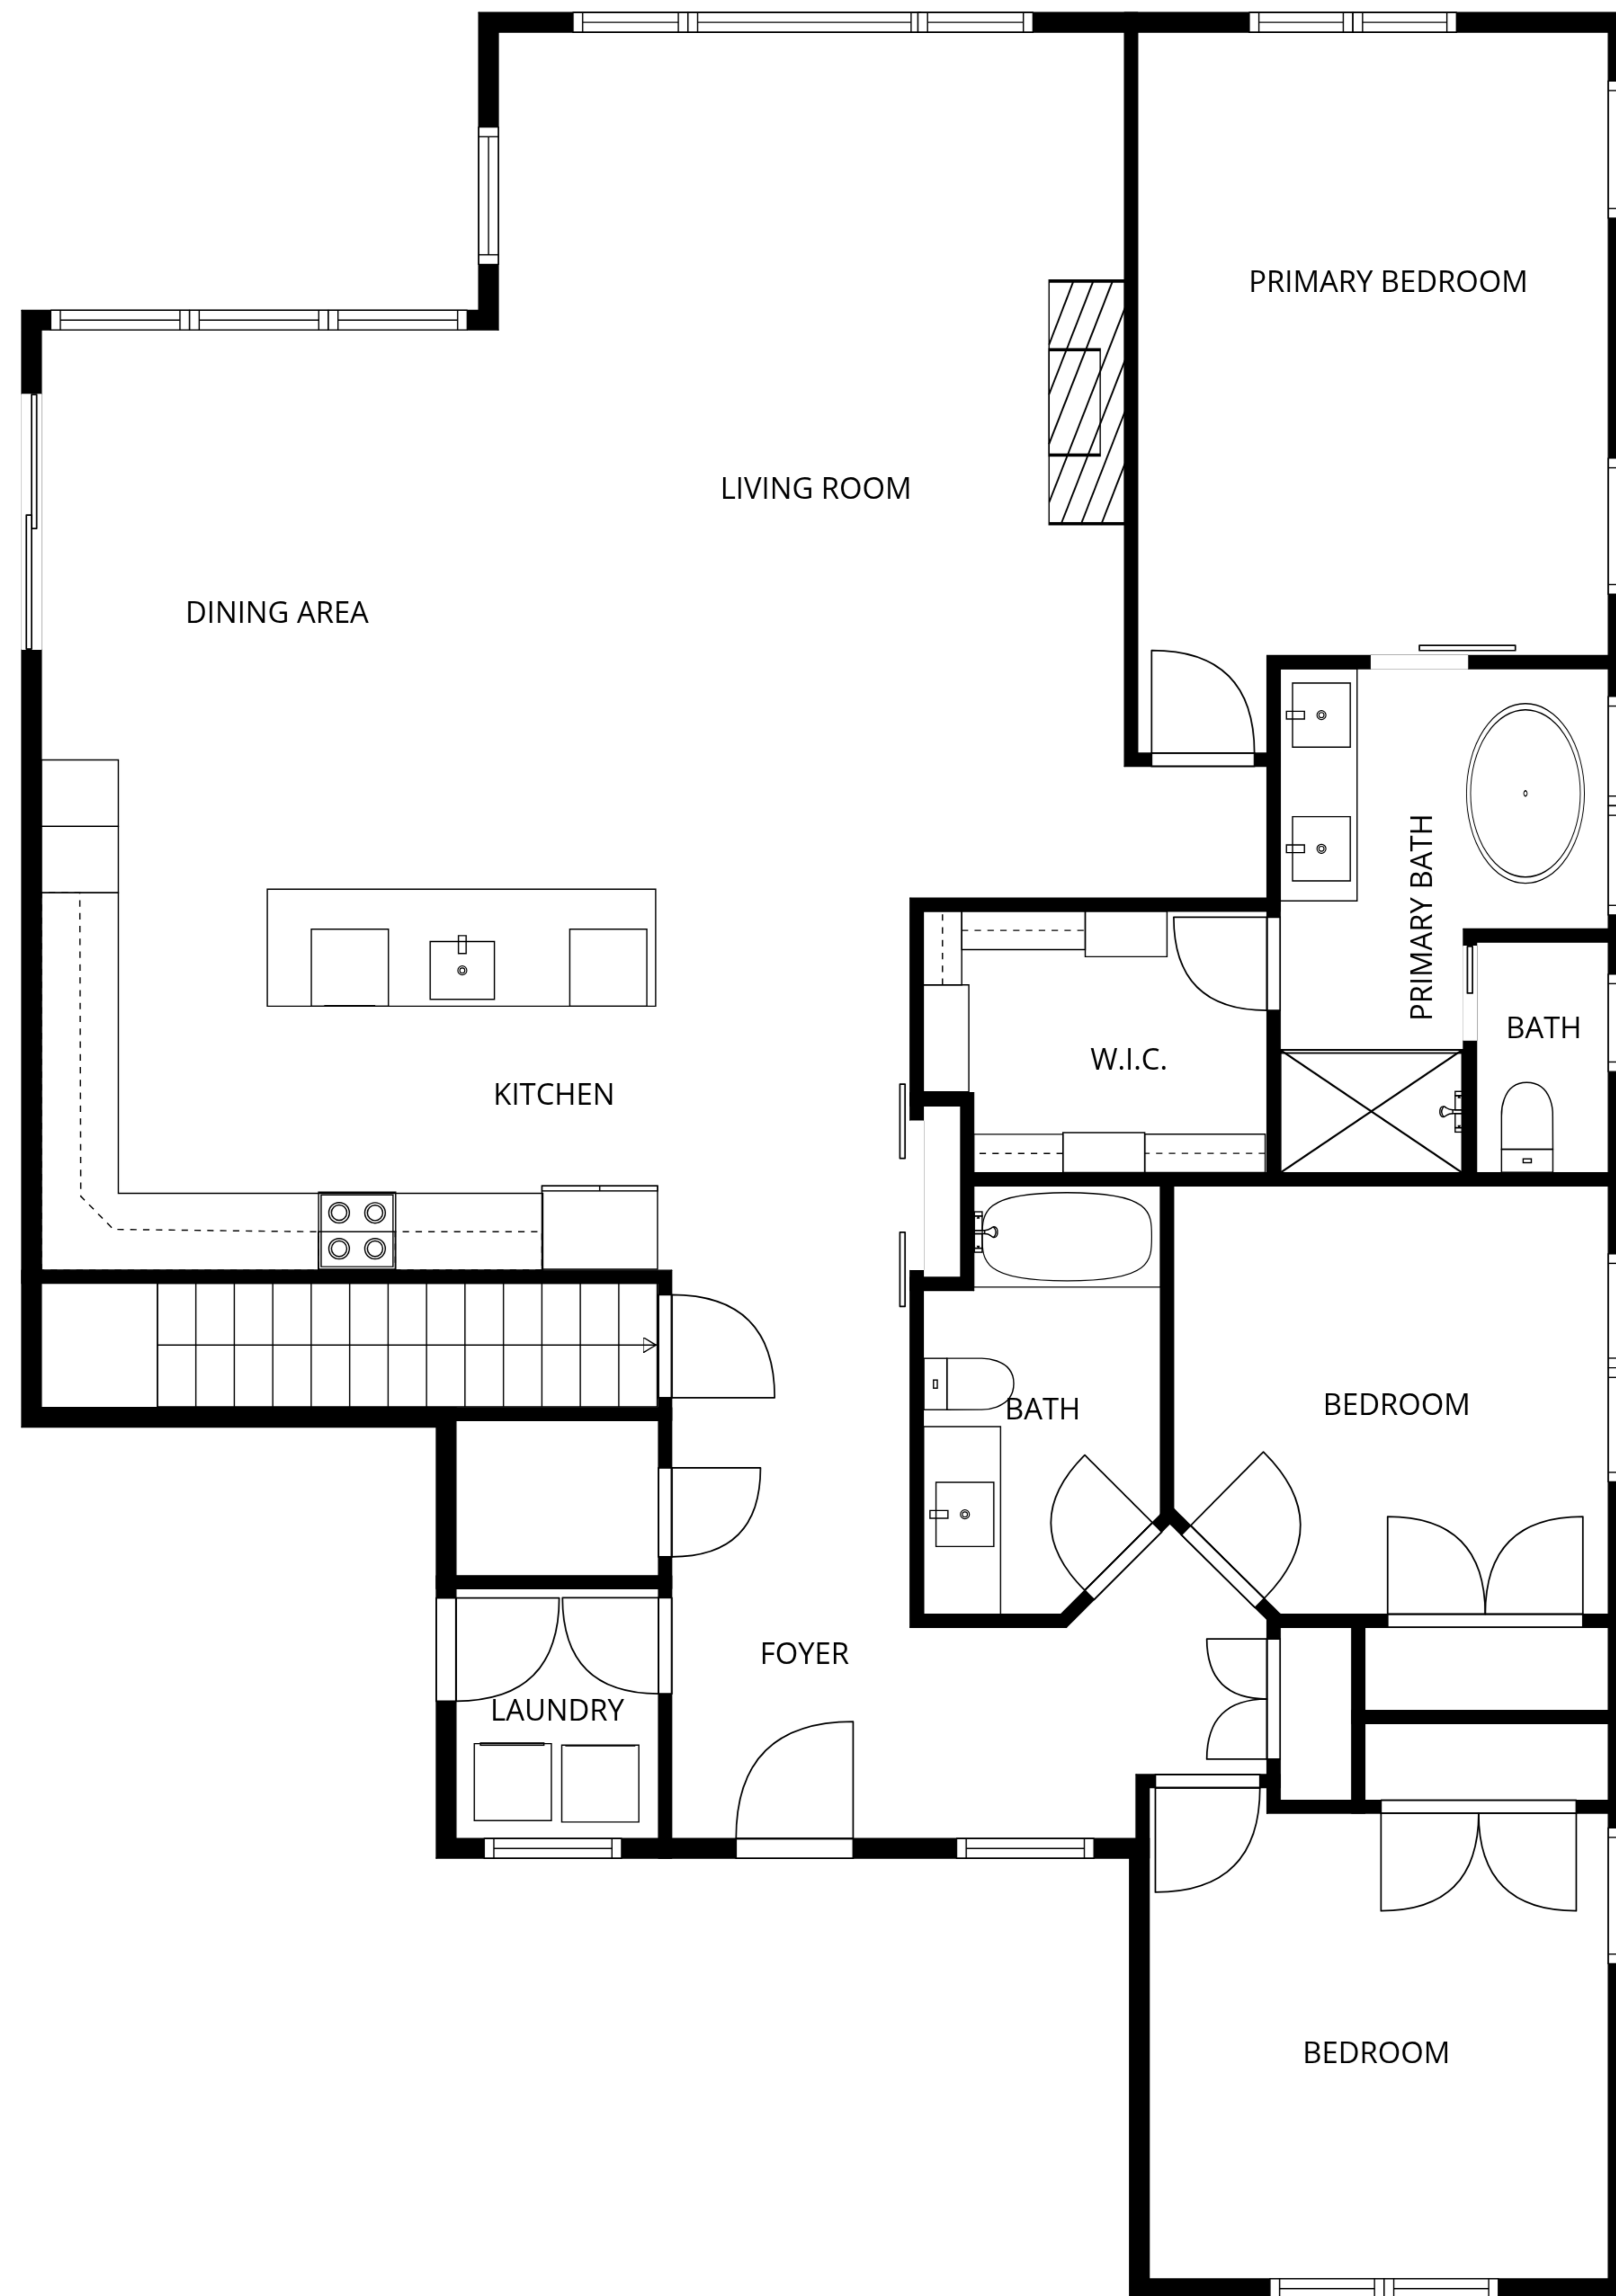 PRIMARY BEDROOM
LIVING ROOM
DINING AREA
PRIMARY BATH
BATH
W.I.C.
KITCHEN
BEDROOM
BATH
FOYER
LAUNDRY
BEDROOM